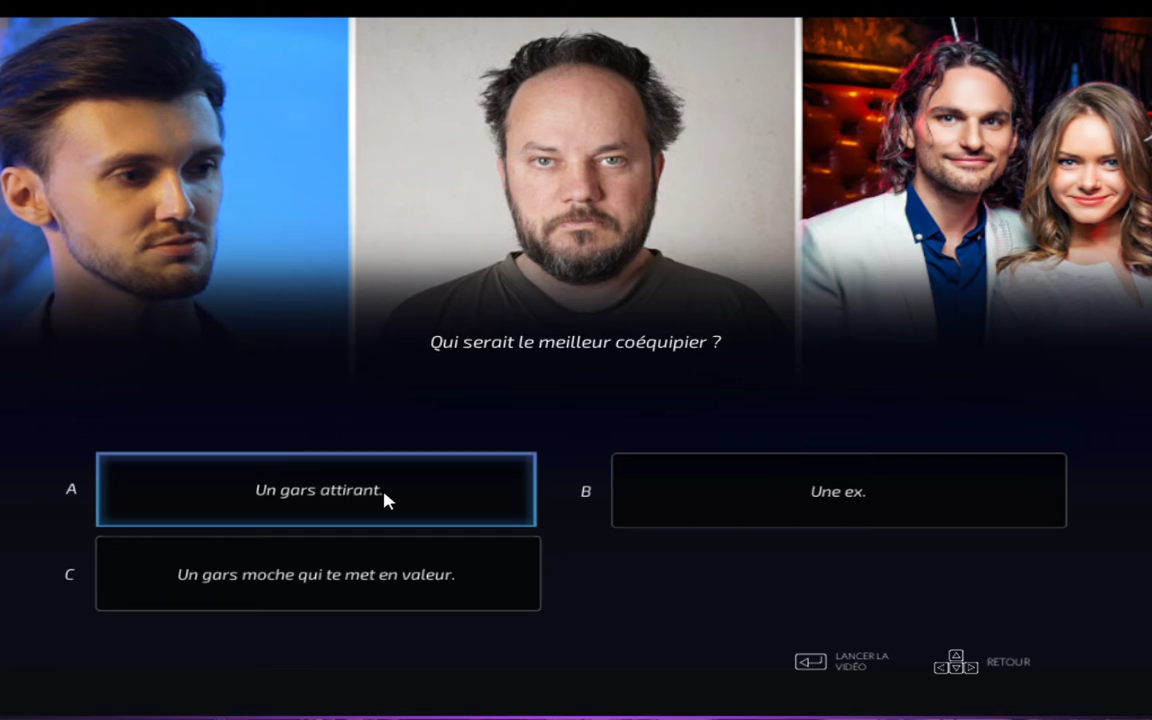 Qui serait le meilleur coéquipier ?
A
Un gars attirant.
B
Une ex.
C
Un gars moche qui te met en valeur.
LANCER LA
VIDÉO
RETOUR